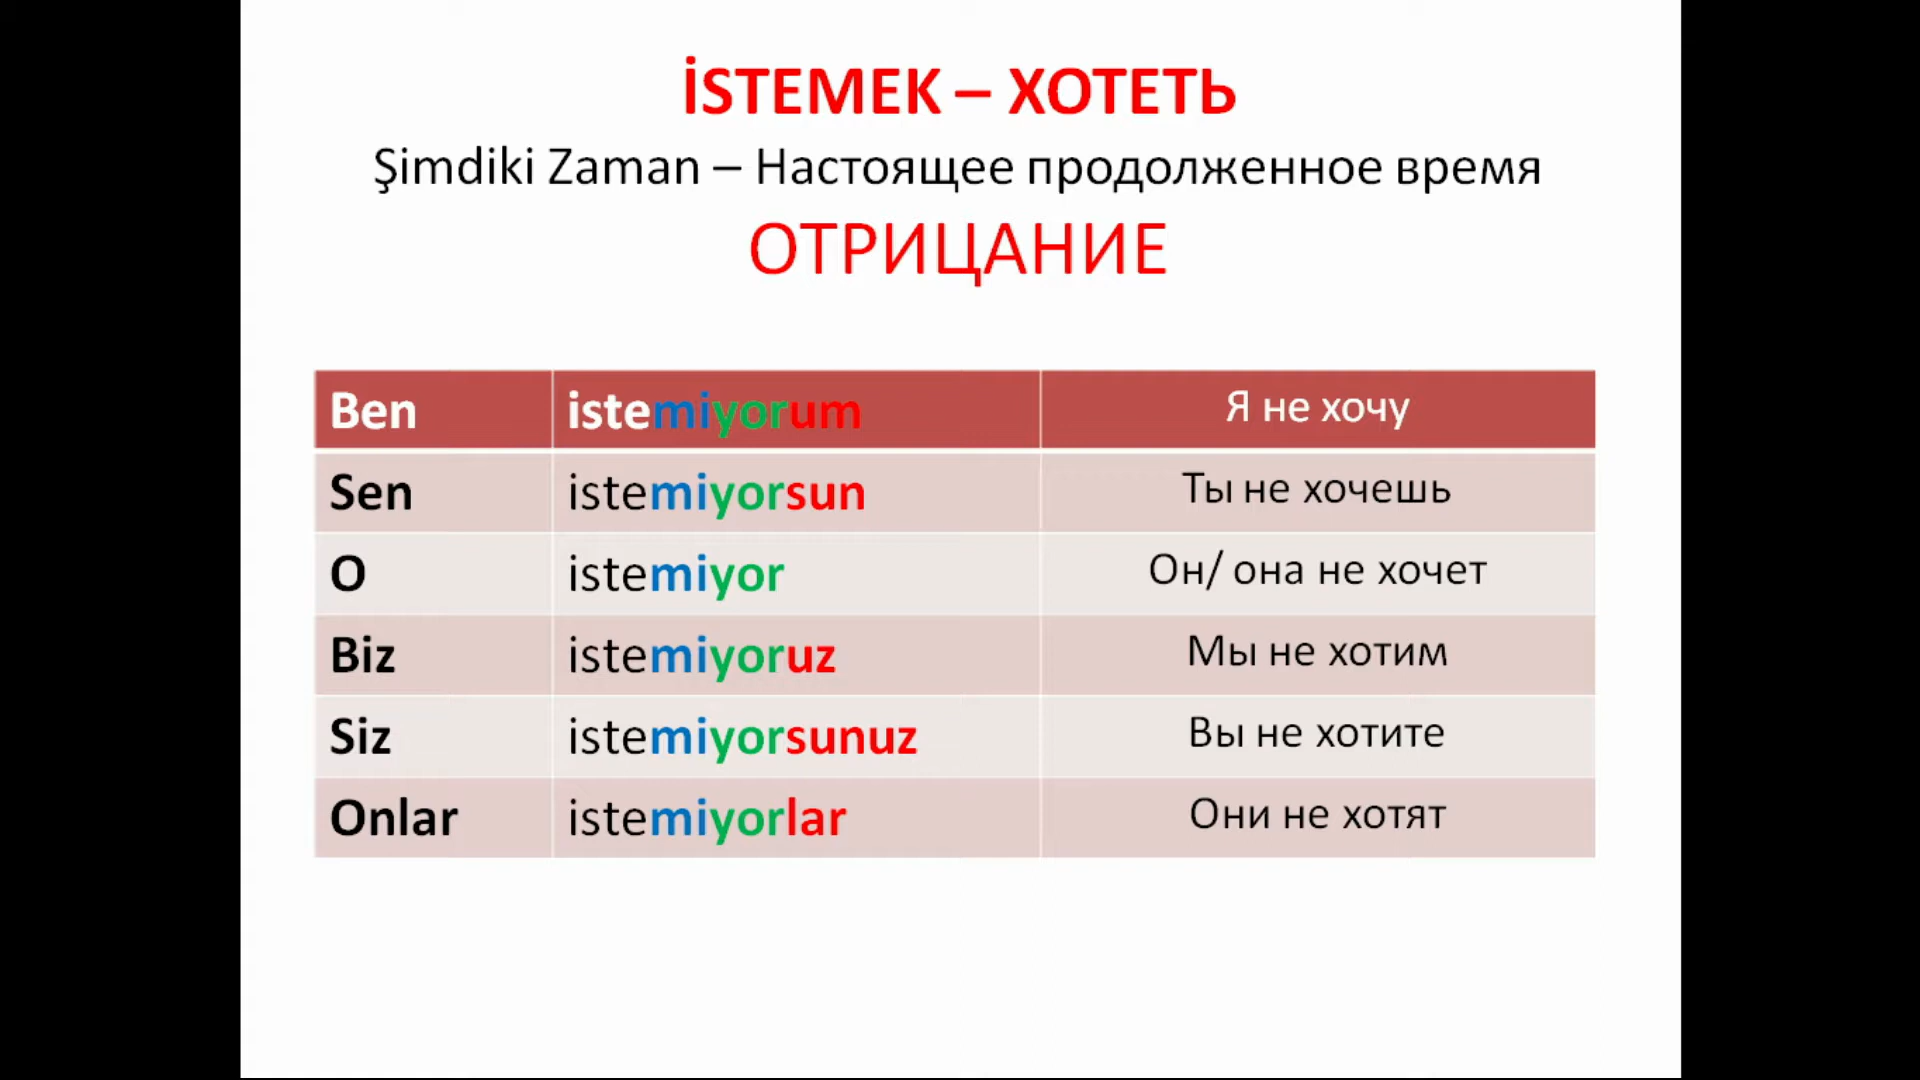 İSTEMEK – ХОТЕТЬ
Şimdiki Zaman – Настоящее продолженное время
ОТРИЦАНИЕ
Ben istemiyorum Я не хочу
Sen istemiyorsun Ты не хочешь
O istemiyor Он/ она не хочет
Biz istemiyoruz Мы не хотим
Siz istemiyorsunuz Вы не хотите
Onlar istemiyorlar Они не хотят